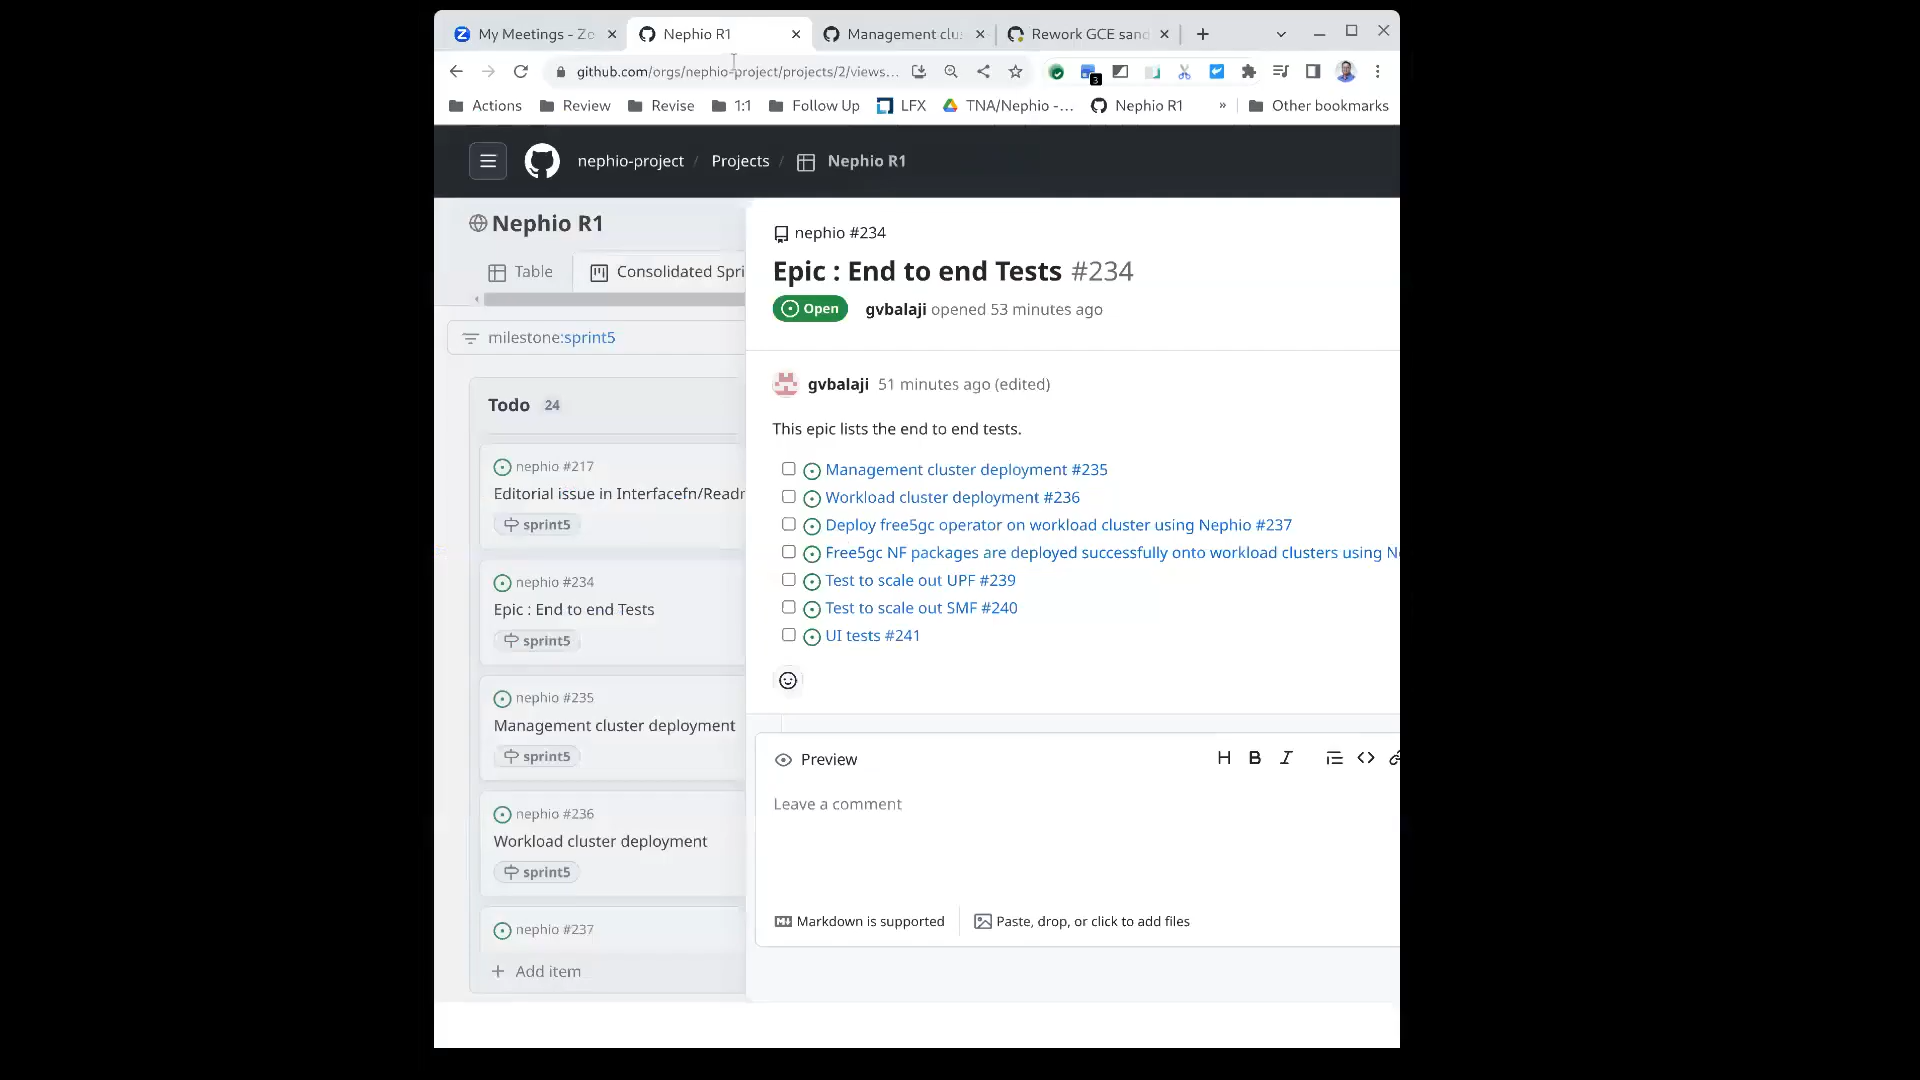 My Meetings - Zo
Nephio R1
Management clu
Rework GCE sand
github.com/orgs/nephio-project/projects/2/views...
3
Actions
Review
Revise
1:1
Follow Up
LFX
TNA/Nephio -...
Nephio R1
»
Other bookmarks
nephio-project / Projects / Nephio R1
Nephio R1
Table
Consolidated Spri
milestone:sprint5
Todo 24
nephio #217
Editorial issue in Interfacefn/Readr
sprint5
nephio #234
Epic : End to end Tests
sprint5
nephio #235
Management cluster deployment
sprint5
nephio #236
Workload cluster deployment
sprint5
nephio #237
+ Add item
nephio #234
Epic : End to end Tests #234
Open
gvbalaji opened 53 minutes ago
gvbalaji 51 minutes ago (edited)
This epic lists the end to end tests.
Management cluster deployment #235
Workload cluster deployment #236
Deploy free5gc operator on workload cluster using Nephio #237
Free5gc NF packages are deployed successfully onto workload clusters using N
Test to scale out UPF #239
Test to scale out SMF #240
UI tests #241
Preview
H B I
Leave a comment
Markdown is supported
Paste, drop, or click to add files